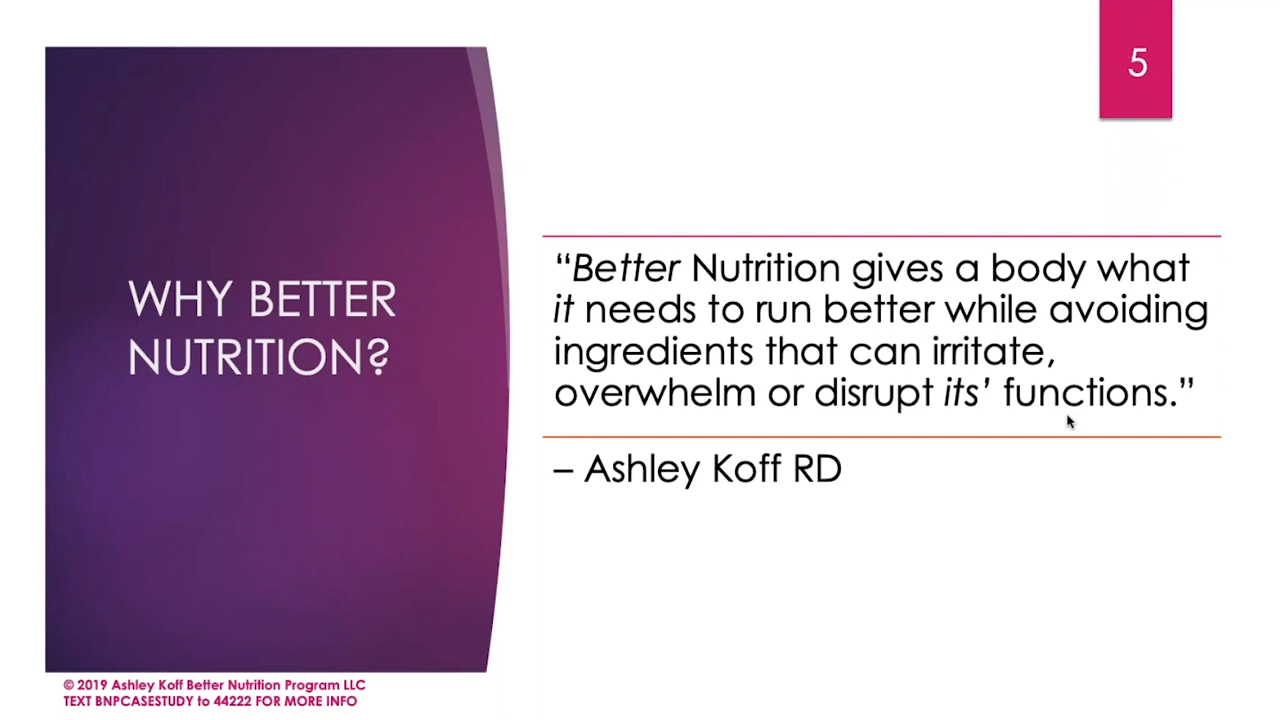 5
WHY BETTER
NUTRITION?
“Better Nutrition gives a body what
it needs to run better while avoiding
ingredients that can irritate,
overwhelm or disrupt its’ functions.”
– Ashley Koff RD
© 2019 Ashley Koff Better Nutrition Program LLC
TEXT BNPCASESTUDY to 44222 FOR MORE INFO